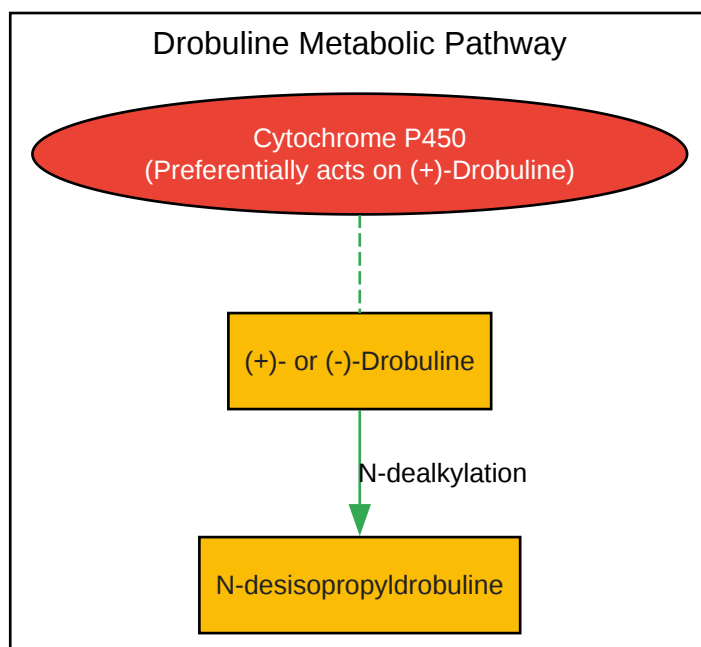 Drobuline Metabolic Pathway
Cytochrome P450
(Preferentially acts on (+)-Drobuline)
(+)- or (-)-Drobuline
N-dealkylation
N-desisopropyldrobuline